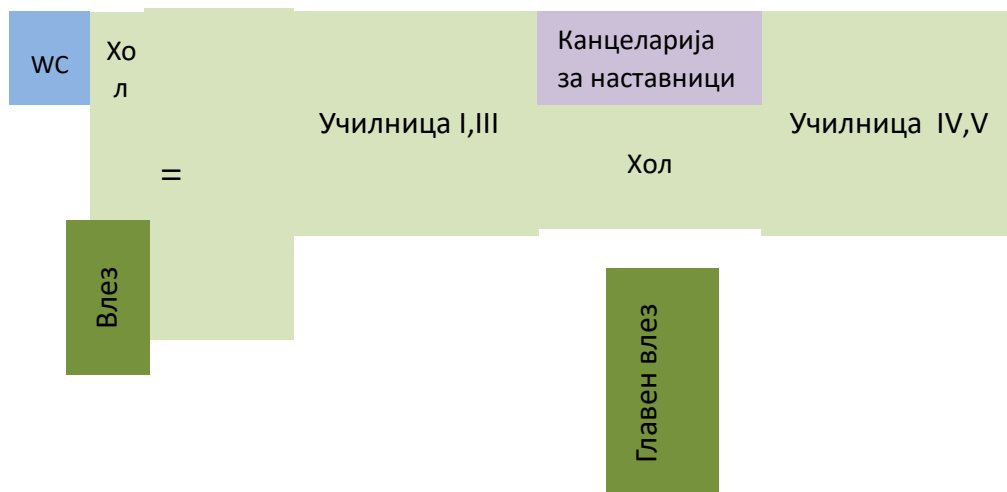 WC
Хо
л
=
Влез
Училница I,III
Канцеларија
за наставници
Хол
Главен влез
Училница IV,V